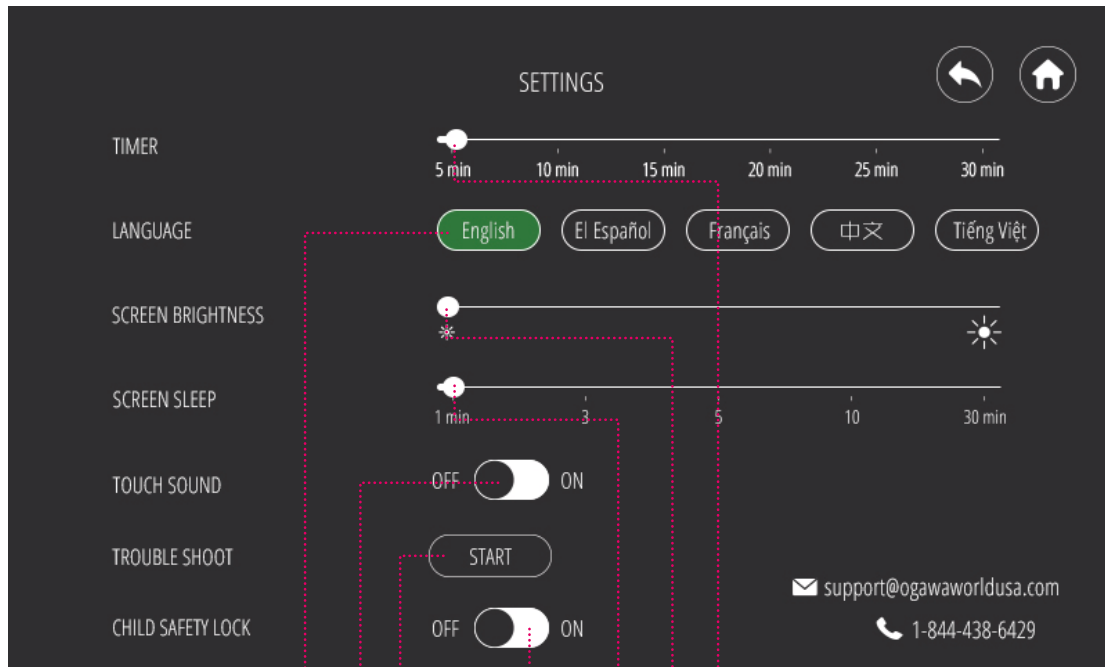 SETTINGS
TIMER
5 min 10 min 15 min 20 min 25 min 30 min
LANGUAGE English El Español Français 中文 Tiếng Việt
SCREEN BRIGHTNESS
SCREEN SLEEP
1 min 3 5 10 30 min
TOUCH SOUND OFF ON
TROUBLE SHOOT START
support@ogawaworldusa.com
CHILD SAFETY LOCK OFF ON 1-844-438-6429